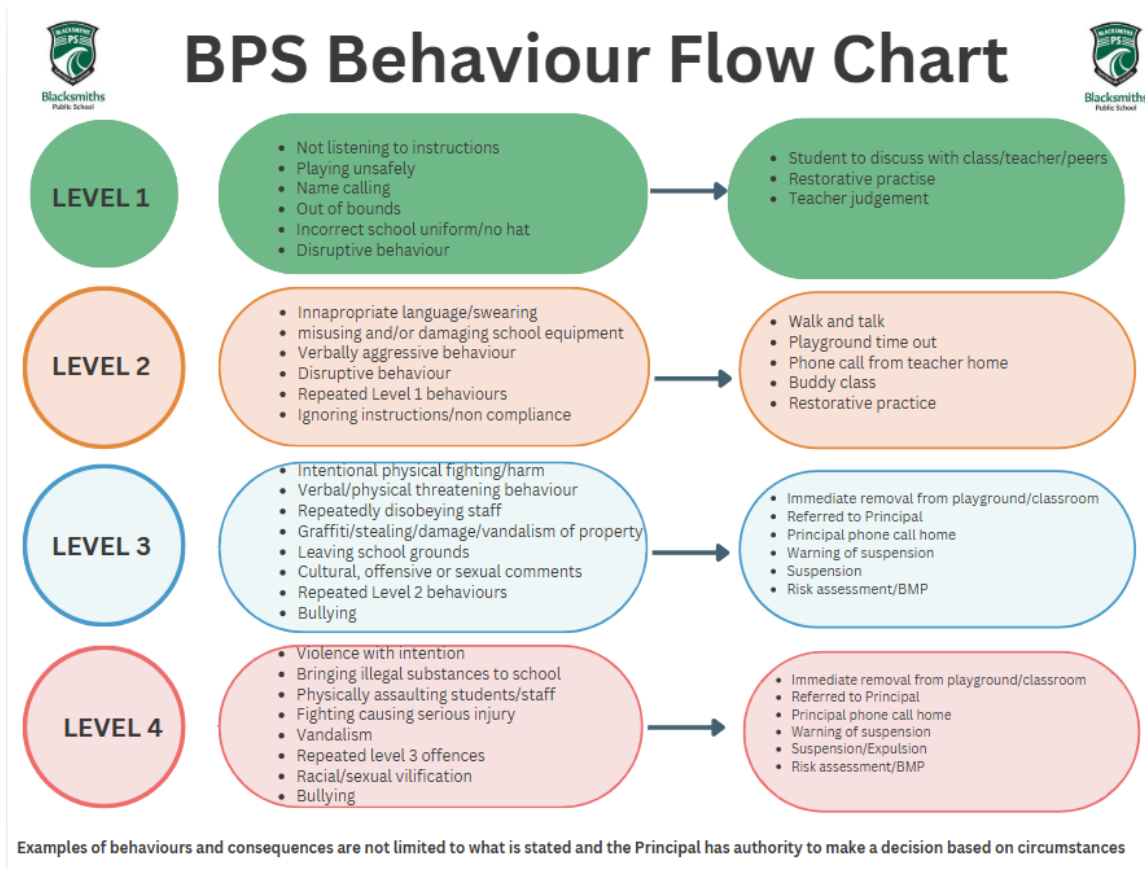 BLACKSMITHS
PS
Blacksmiths
Public School
BPS Behaviour Flow Chart
BLACKSMITHS
PS
Blacksmiths
Public School
LEVEL 1
Not listening to instructions
Playing unsafely
Name calling
Out of bounds
Incorrect school uniform/no hat
Disruptive behaviour
Student to discuss with class/teacher/peers
Restorative practise
Teacher judgement
LEVEL 2
Innapropriate language/swearing
misusing and/or damaging school equipment
Verbally aggressive behaviour
Disruptive behaviour
Repeated Level 1 behaviours
Ignoring instructions/non compliance
Walk and talk
Playground time out
Phone call from teacher home
Buddy class
Restorative practice
LEVEL 3
Intentional physical fighting/harm
Verbal/physical threatening behaviour
Repeatedly disobeying staff
Graffiti/stealing/damage/vandalism of property
Leaving school grounds
Cultural, offensive or sexual comments
Repeated Level 2 behaviours
Bullying
Immediate removal from playground/classroom
Referred to Principal
Principal phone call home
Warning of suspension
Suspension
Risk assessment/BMP
LEVEL 4
Violence with intention
Bringing illegal substances to school
Physically assaulting students/staff
Fighting causing serious injury
Vandalism
Repeated level 3 offences
Racial/sexual vilification
Bullying
Immediate removal from playground/classroom
Referred to Principal
Principal phone call home
Warning of suspension
Suspension/Expulsion
Risk assessment/BMP
Examples of behaviours and consequences are not limited to what is stated and the Principal has authority to make a decision based on circumstances